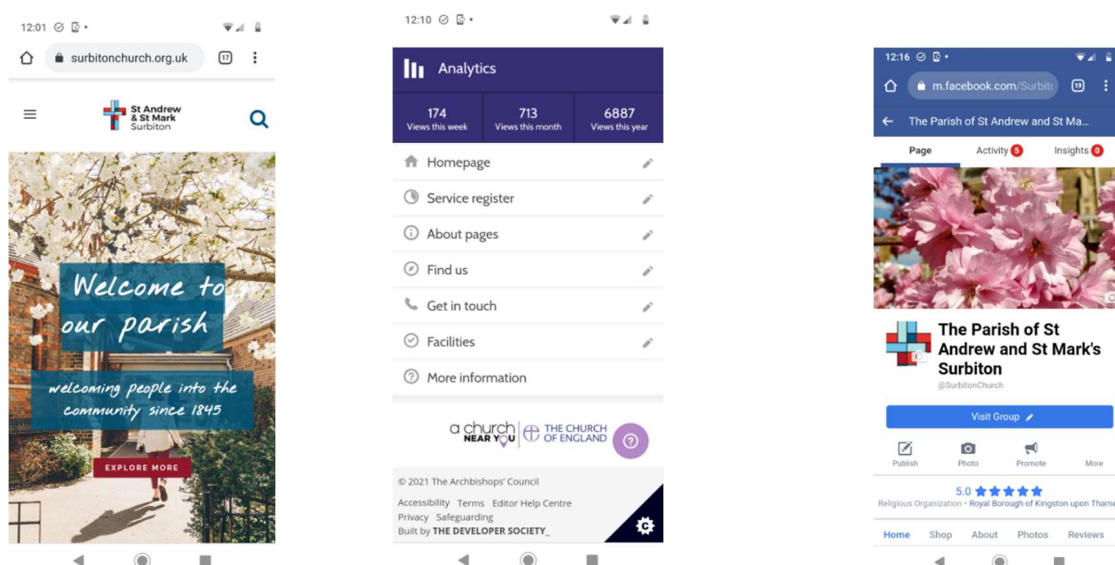 12:01
surbitonchurch.org.uk
17
St Andrew
& St Mark
Surbiton
Welcome to
our parish
welcoming people into the
community since 1845
EXPLORE MORE
12:10
Analytics
174
Views this week
713
Views this month
6887
Views this year
Homepage
Service register
About pages
Find us
Get in touch
Facilities
More information
a church
NEAR YOU
THE CHURCH
OF ENGLAND
© 2021 The Archbishops' Council
Accessibility Terms Editor Help Centre
Privacy Safeguarding
Built by THE DEVELOPER SOCIETY_
12:16
m.facebook.com/Surbito
19
The Parish of St Andrew and St Ma...
Page Activity 5 Insights 0
The Parish of St
Andrew and St Mark's
Surbiton
@SurbitonChurch
Visit Group
Publish Photo Promote More
5.0
Religious Organization · Royal Borough of Kingston upon Thame
Home Shop About Photos Reviews